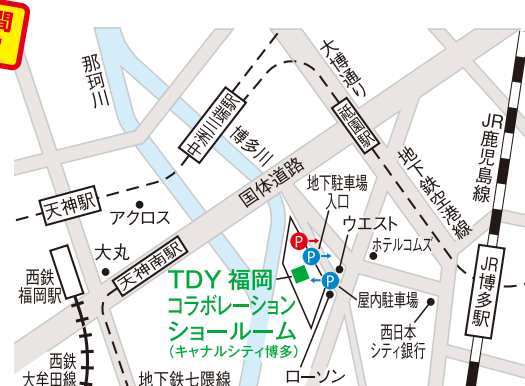 間
那珂川
大博通り
中洲川端駅
博多川
祇園駅
国体道路
地下鉄空港線
JR鹿児島線
地下駐車場
入口
天神駅
アクロス
ウエスト
ホテルコムズ
大丸
天神南駅
西鉄
福岡駅
JR博多駅
TDY 福岡
コラボレーション
ショールーム
(キャナルシティ博多)
P
P
P
屋内駐車場
西日本
シティ銀行
西鉄
大牟田線
地下鉄七隈線
ローソン